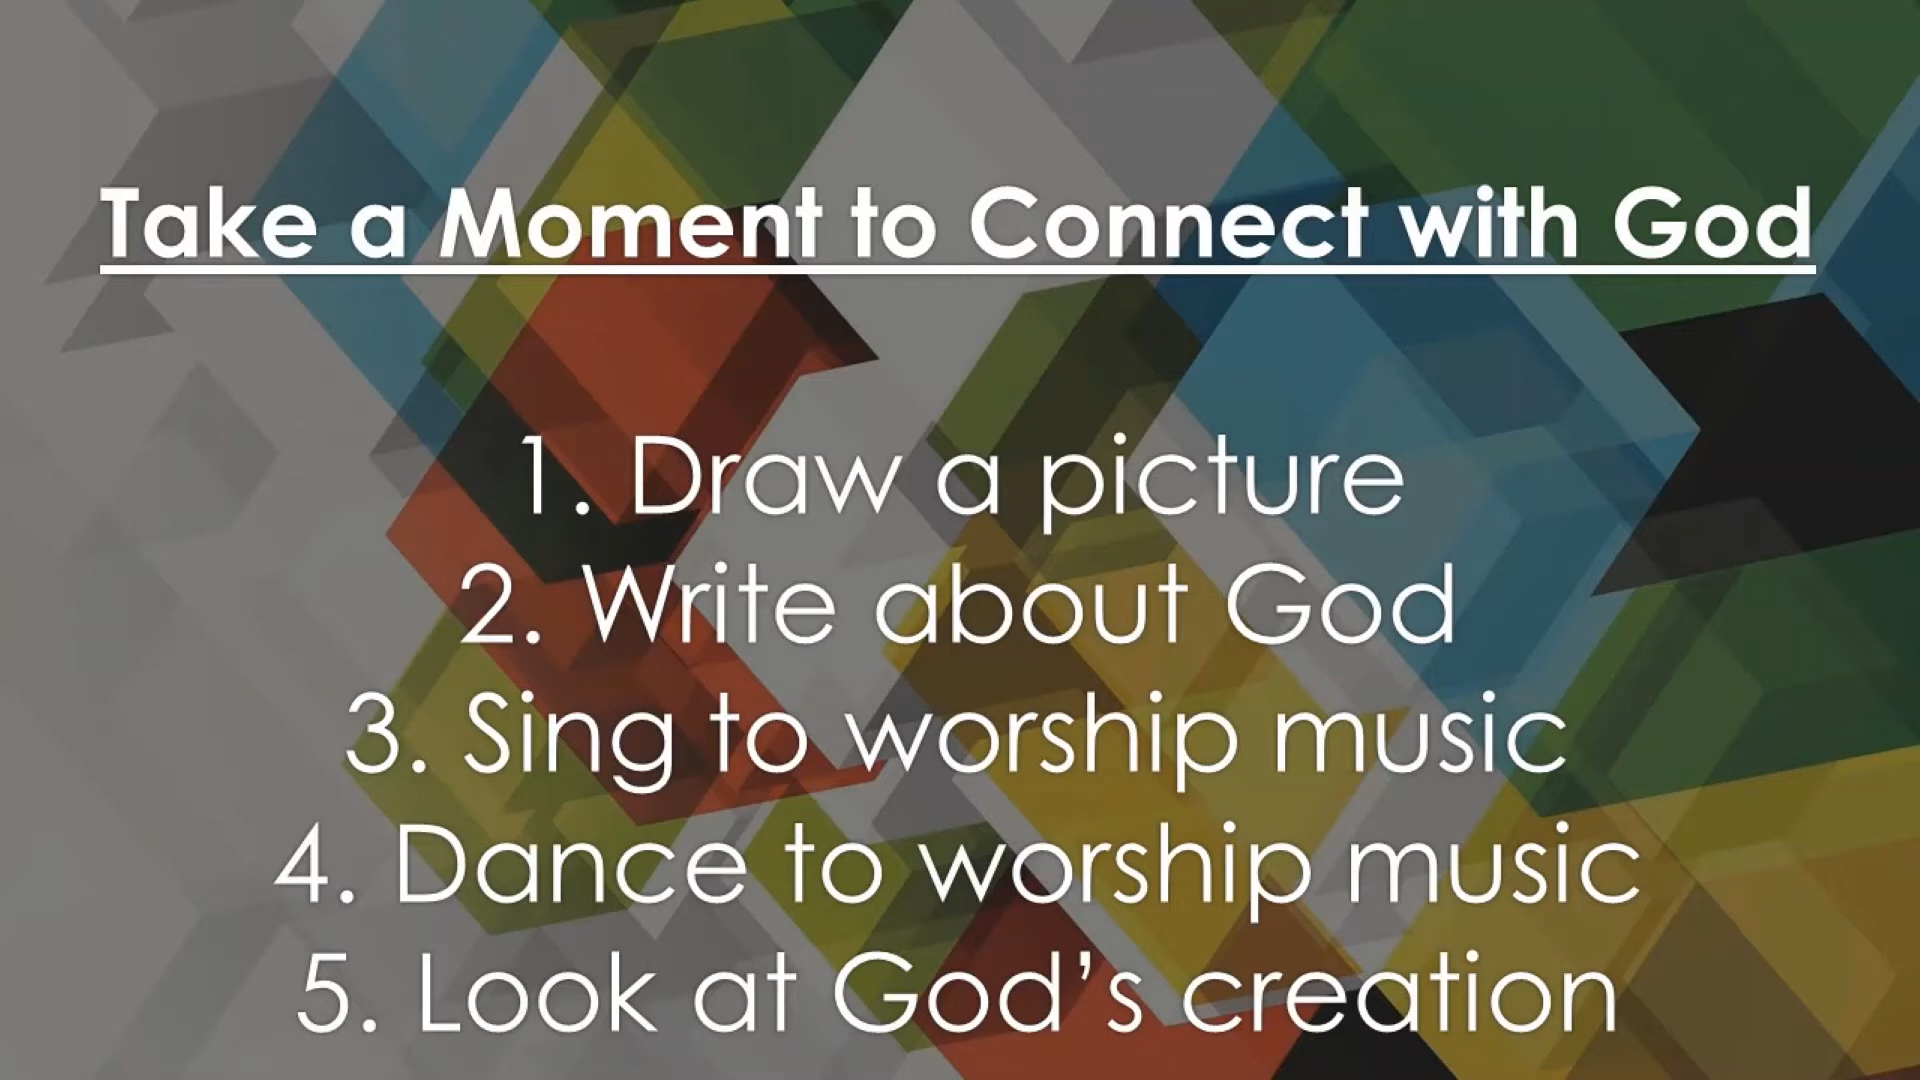 Take a Moment to Connect with God
1. Draw a picture
2. Write about God
3. Sing to worship music
4. Dance to worship music
5. Look at God’s creation